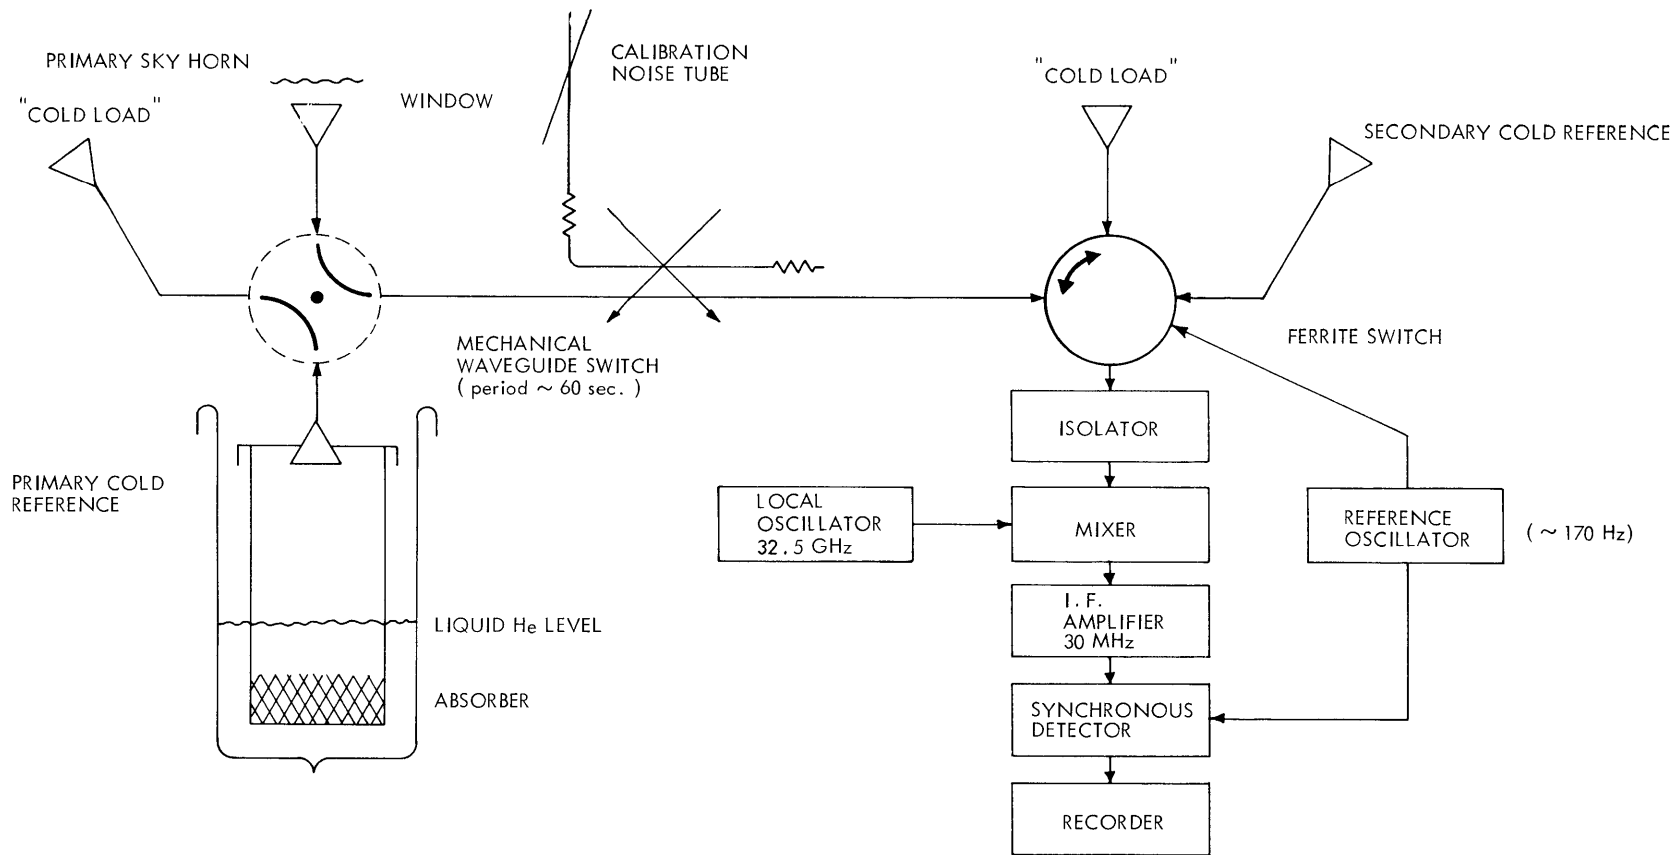 PRIMARY SKY HORN
"COLD LOAD"
WINDOW
CALIBRATION
NOISE TUBE
"COLD LOAD"
SECONDARY COLD REFERENCE
MECHANICAL
WAVEGUIDE SWITCH
( period ~ 60 sec. )
FERRITE SWITCH
PRIMARY COLD
REFERENCE
LIQUID He LEVEL
ABSORBER
ISOLATOR
LOCAL
OSCILLATOR
32.5 GHz
MIXER
REFERENCE
OSCILLATOR
( ~ 170 Hz)
I.F.
AMPLIFIER
30 MHz
SYNCHRONOUS
DETECTOR
RECORDER